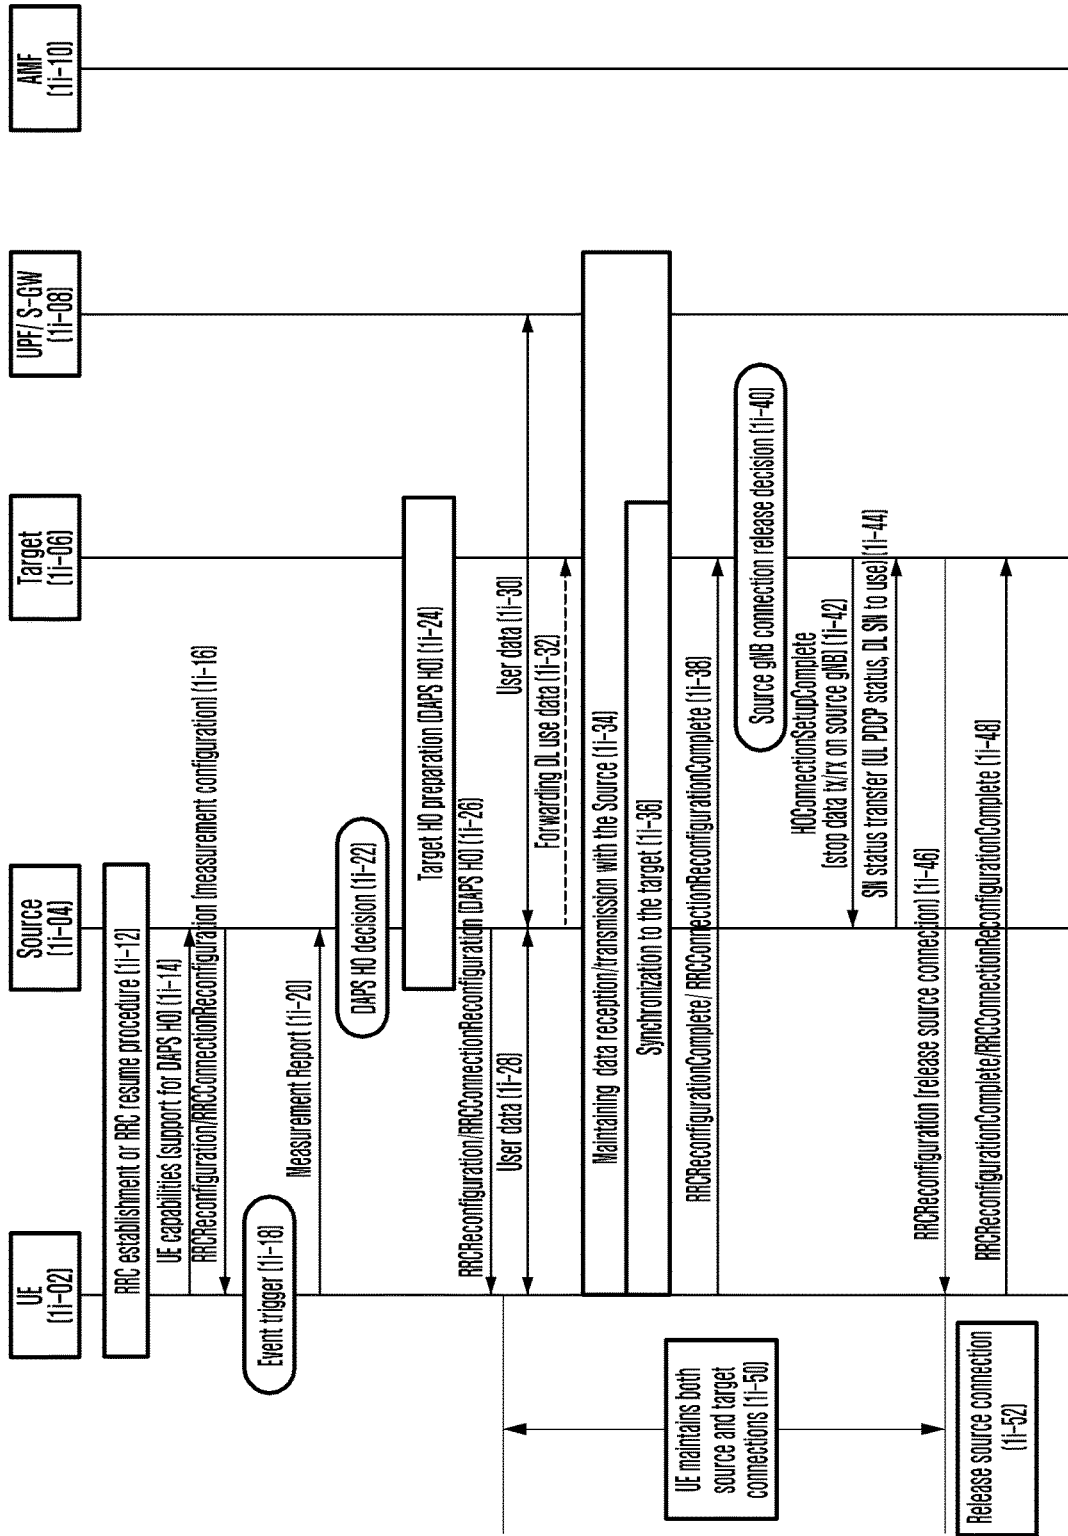 UE
(1i-02)
Source
(1i-04)
Target
(1i-06)
UPF/ S-GW
(1i-08)
AMF
(1i-10)
RRC establishment or RRC resume procedure (1i-12)
UE capabilities (support for DAPS HO) (1i-14)
RRCReconfiguration/RRCConnectionReconfiguration (measurement configuration) (1i-16)
Event trigger (1i-18)
Measurement Report (1i-20)
DAPS HO decision (1i-22)
Target HO preparation (DAPS HO) (1i-24)
RRCReconfiguration/RRCConnectionReconfiguration (DAPS HO) (1i-26)
User data (1i-28)
User data (1i-30)
Forwarding DL use data (1i-32)
Maintaining data reception/transmission with the Source (1i-34)
Synchronization to the target (1i-36)
RRCReconfigurationComplete/ RRCConnectionReconfigurationComplete (1i-38)
Source gNB connection release decision (1i-40)
HOConnectionSetupComplete
(stop data tx/rx on source gNB) (1i-42)
SN status transfer (UL PDCP status, DL SN to use) (1i-44)
RRCReconfiguration (release source connection) (1i-46)
RRCReconfigurationComplete/RRCConnectionReconfigurationComplete (1i-48)
UE maintains both
source and target
connections (1i-50)
Release source connection
(1i-52)